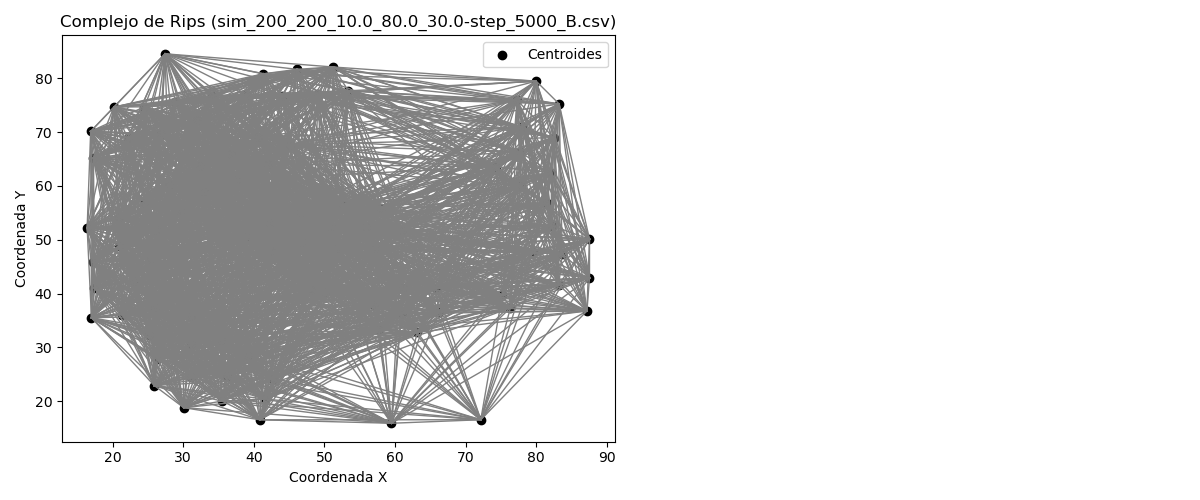 Complejo de Rips (sim_200_200_10.0_80.0_30.0-step_5000_B.csv)
Centroides
80
70
60
50
40
30
20
Coordenada Y
20 30 40 50 60 70 80 90
Coordenada X